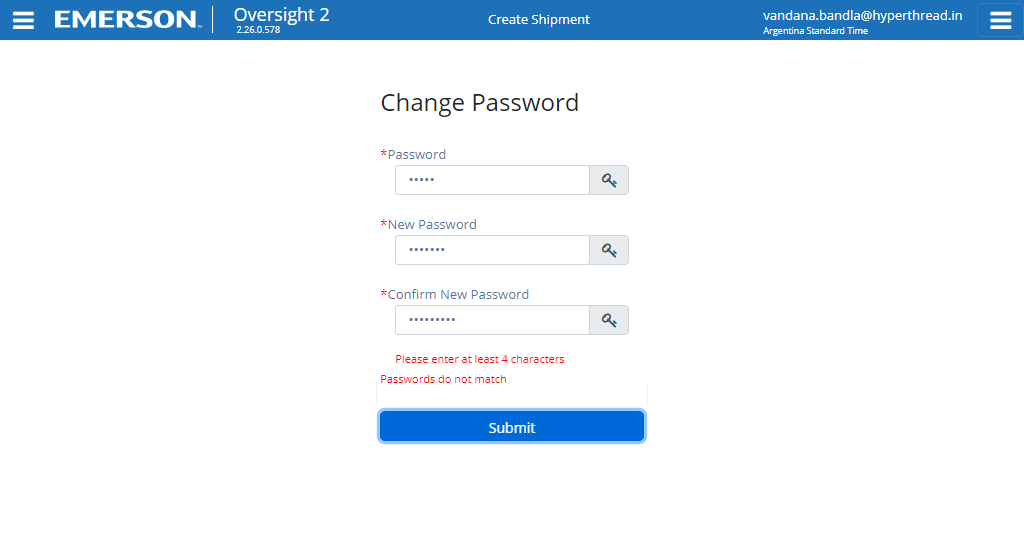 EMERSON™
Oversight 2
2.26.0.578
Create Shipment
vandana.bandla@hyperthread.in
Argentina Standard Time
Change Password
*Password
•••••
*New Password
•••••••
*Confirm New Password
•••••••••
Please enter at least 4 characters
Passwords do not match
Submit